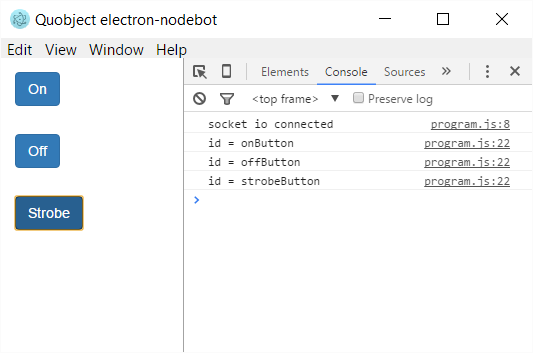 Quobject electron-nodebot
Edit View Window Help
On
Off
Strobe
Elements Console Sources
<top frame> ▼ Preserve log
socket io connected program.js:8
id = onButton program.js:22
id = offButton program.js:22
id = strobeButton program.js:22